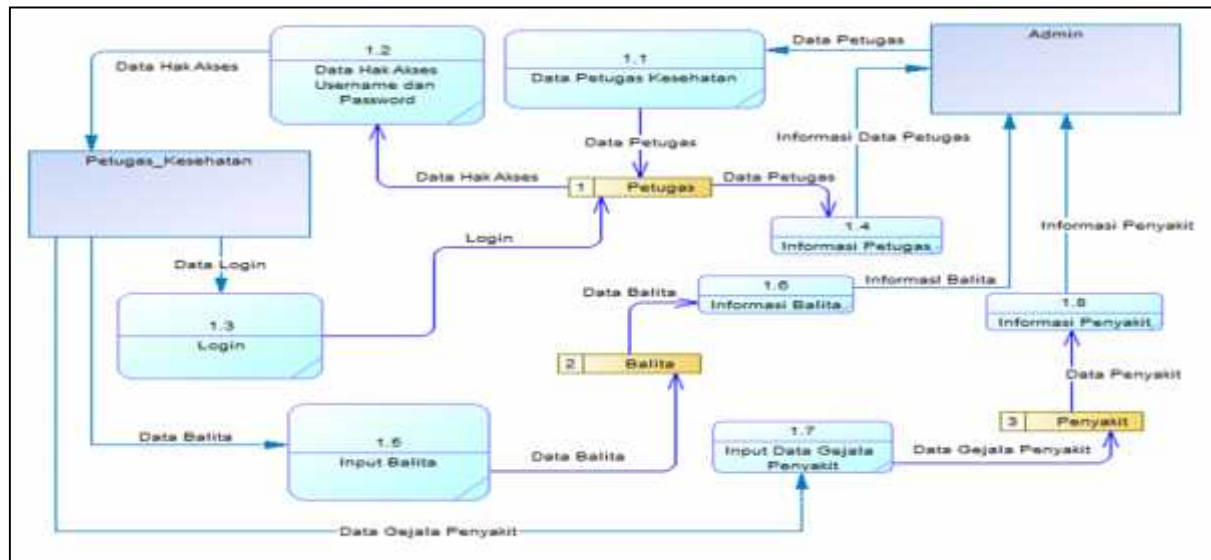 1.2
Data Hak Akses
Username dan
Password
1.1
Data Petugas Kesehatan
Data Petugas
Admin
Data Hak Akses
Data Petugas
Informasi Data Petugas
Petugas_Kesehatan
Data Hak Akses
1 Petugas
Data Petugas
Login
1.4
Informasi Petugas
Informasi Penyakit
Data Login
Data Balita
1.6
Informasi Balita
Informasi Balita
1.3
Login
1.8
Informasi Penyakit
2 Balita
Data Penyakit
Data Balita
1.5
Input Balita
Data Balita
1.7
Input Data Gejala
Penyakit
3 Penyakit
Data Gejala Penyakit
Data Gejala Penyakit